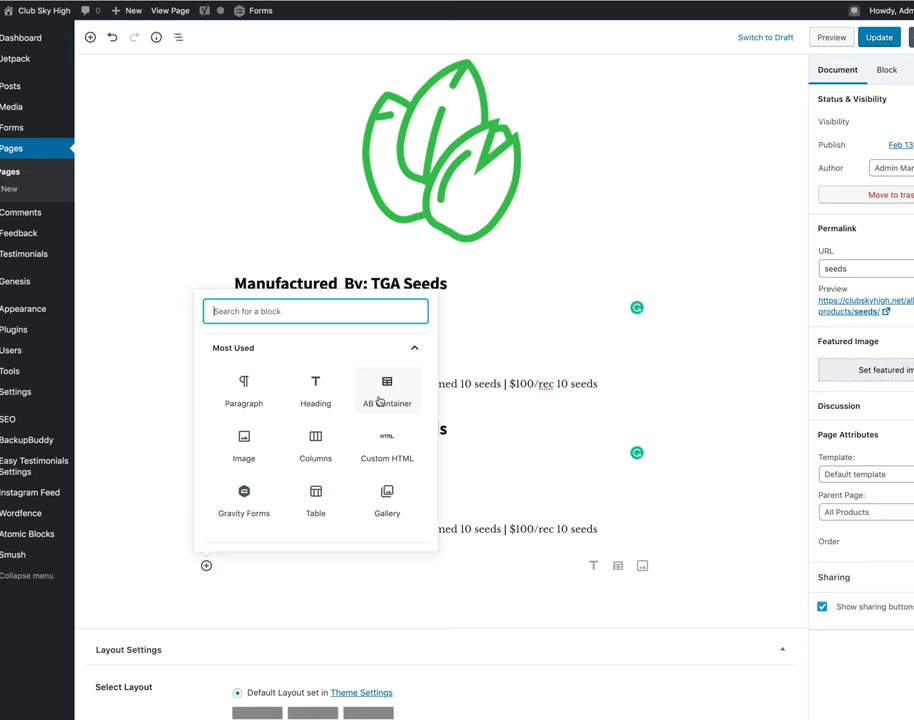 Club Sky High 0 New View Page Forms Howdy, Adm
Dashboard
Jetpack
Posts
Media
Forms
Pages
Pages
New
Comments
Feedback
Testimonials
Genesis
Appearance
Plugins
Users
Tools
Settings
SEO
BackupBuddy
Easy Testimonials
Settings
Instagram Feed
Wordfence
Atomic Blocks
Smush
Collapse menu
Switch to Draft Preview Update
Manufactured By: TGA Seeds
Search for a block
Most Used
Paragraph Heading AB Container
Image Columns Custom HTML
HTML
Gravity Forms Table Gallery
med 10 seeds | $100/rec 10 seeds
s
med 10 seeds | $100/rec 10 seeds
Layout Settings
Select Layout Default Layout set in Theme Settings
Document Block
Status & Visibility
Visibility
Publish Feb 13,
Author Admin Mar
Move to tras
Permalink
URL
seeds
Preview
https://clubskyhigh.net/all
products/seeds/
Featured Image
Set featured im
Discussion
Page Attributes
Template:
Default template
Parent Page:
All Products
Order
Sharing
Show sharing buttons